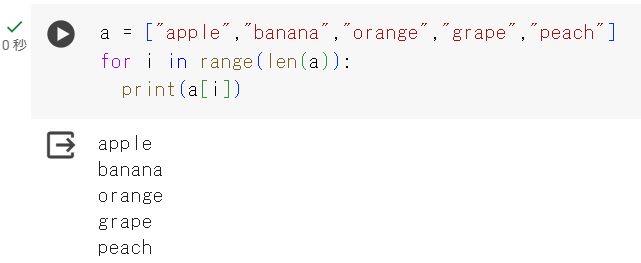 a = ["apple","banana","orange","grape","peach"]
0 秒
for i in range(len(a)):
  print(a[i])
apple
banana
orange
grape
peach